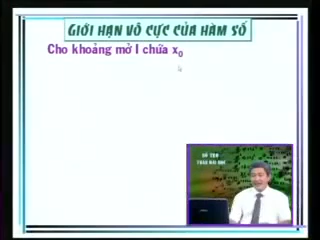 GIỚI HẠN VÔ CỰC CỦA HÀM SỐ
Cho khoảng mở I chứa x₀